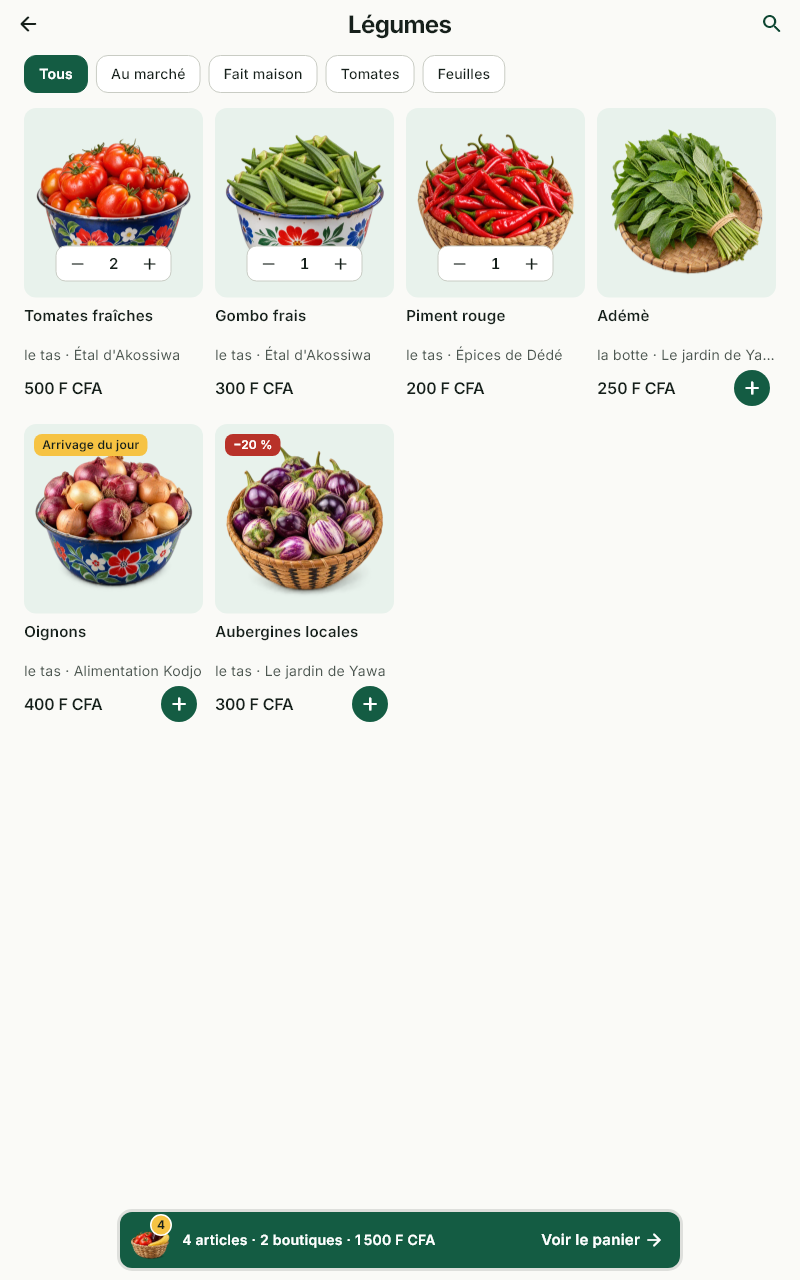 Légumes
Tous
Au marché
Fait maison
Tomates
Feuilles
2
1
1
Tomates fraîches
Gombo frais
Piment rouge
Adémè
le tas · Étal d'Akossiwa
le tas · Étal d'Akossiwa
le tas · Épices de Dédé
la botte · Le jardin de Ya...
500 F CFA
300 F CFA
200 F CFA
250 F CFA
Arrivage du jour
−20 %
Oignons
Aubergines locales
le tas · Alimentation Kodjo
le tas · Le jardin de Yawa
400 F CFA
300 F CFA
4
4 articles · 2 boutiques · 1 500 F CFA
Voir le panier →